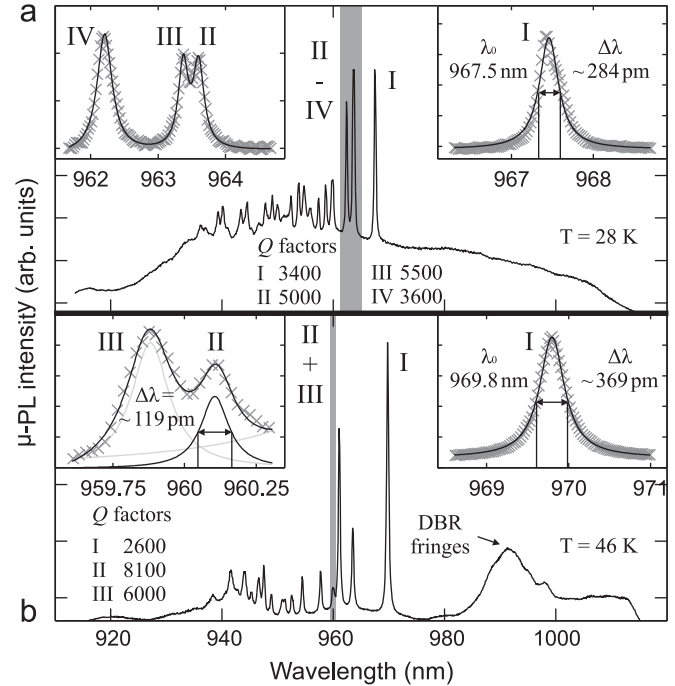 a
IV III II
962 963 964
II
-
IV
I
I
λ₀
967.5 nm
Δλ
~284 pm
967 968
T = 28 K
Q factors
I 3400
II 5000
III 5500
IV 3600
μ-PL intensity (arb. units)
III II
Δλ =
~119 pm
959.75 960 960.25
II
+
III
I
I
λ₀
969.8 nm
Δλ
~369 pm
969 970 971
Q factors
I 2600
II 8100
III 6000
DBR
fringes
T = 46 K
b
920 940 960 980 1000
Wavelength (nm)